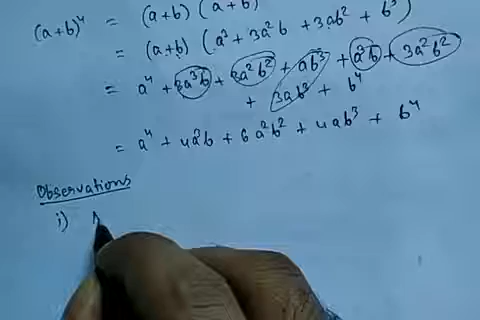 (a+b)⁴ = (a+b) (a+b)
= (a+b) (a³ + 3a²b + 3ab² + b³)
= a⁴ + 3a³b + 3a²b² + ab³ + a³b + 3a²b²
+ 3ab³ + b⁴
= a⁴ + 4a³b + 6a²b² + 4ab³ + b⁴
Observations
i)